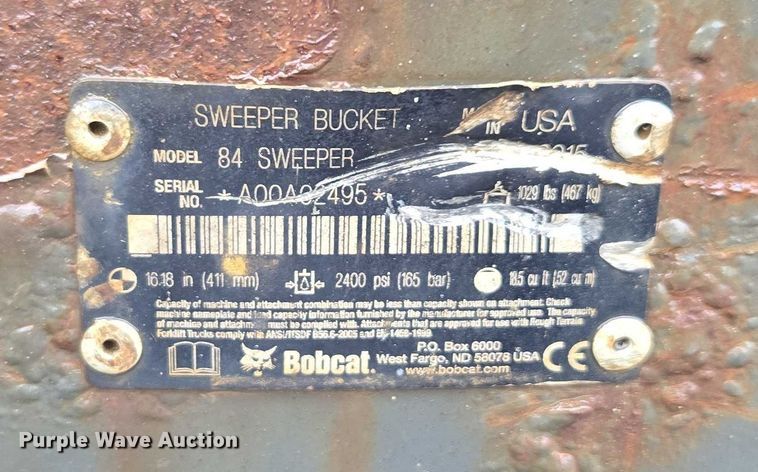 SWEEPER BUCKET
IN USA
MODEL 84 SWEEPER 2015
SERIAL NO. *A00A02495* 1029 lbs (467 kg)
16.18 in (411 mm) 2400 psi (165 bar) 18.5 cu ft (.52 cu m)
Capacity of machine and attachment combination may be less than capacity shown on attachment. Check
machine nameplate and load capacity information furnished by the manufacturer for approved use. The capacity
of machine and attachment must be complied with. Attachments that are approved for use with Rough Terrain
Forklift Trucks comply with ANSI/ITSDF B56.6-2005 and EN 1459-1999.
P.O. Box 6000
Bobcat. West Fargo, ND 58078 USA CE
www.bobcat.com
Purple Wave Auction